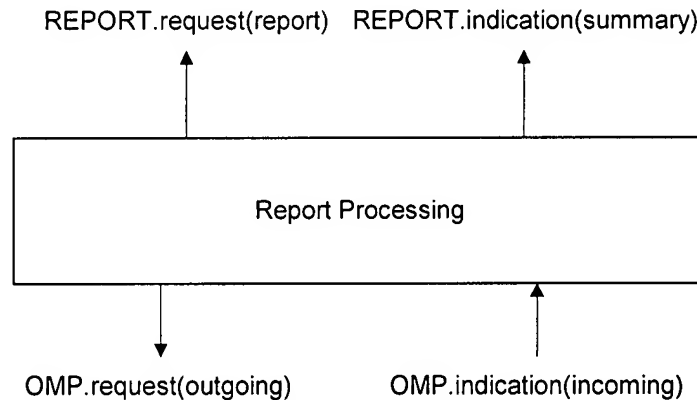 REPORT.request(report) REPORT.indication(summary)
Report Processing
OMP.request(outgoing) OMP.indication(incoming)